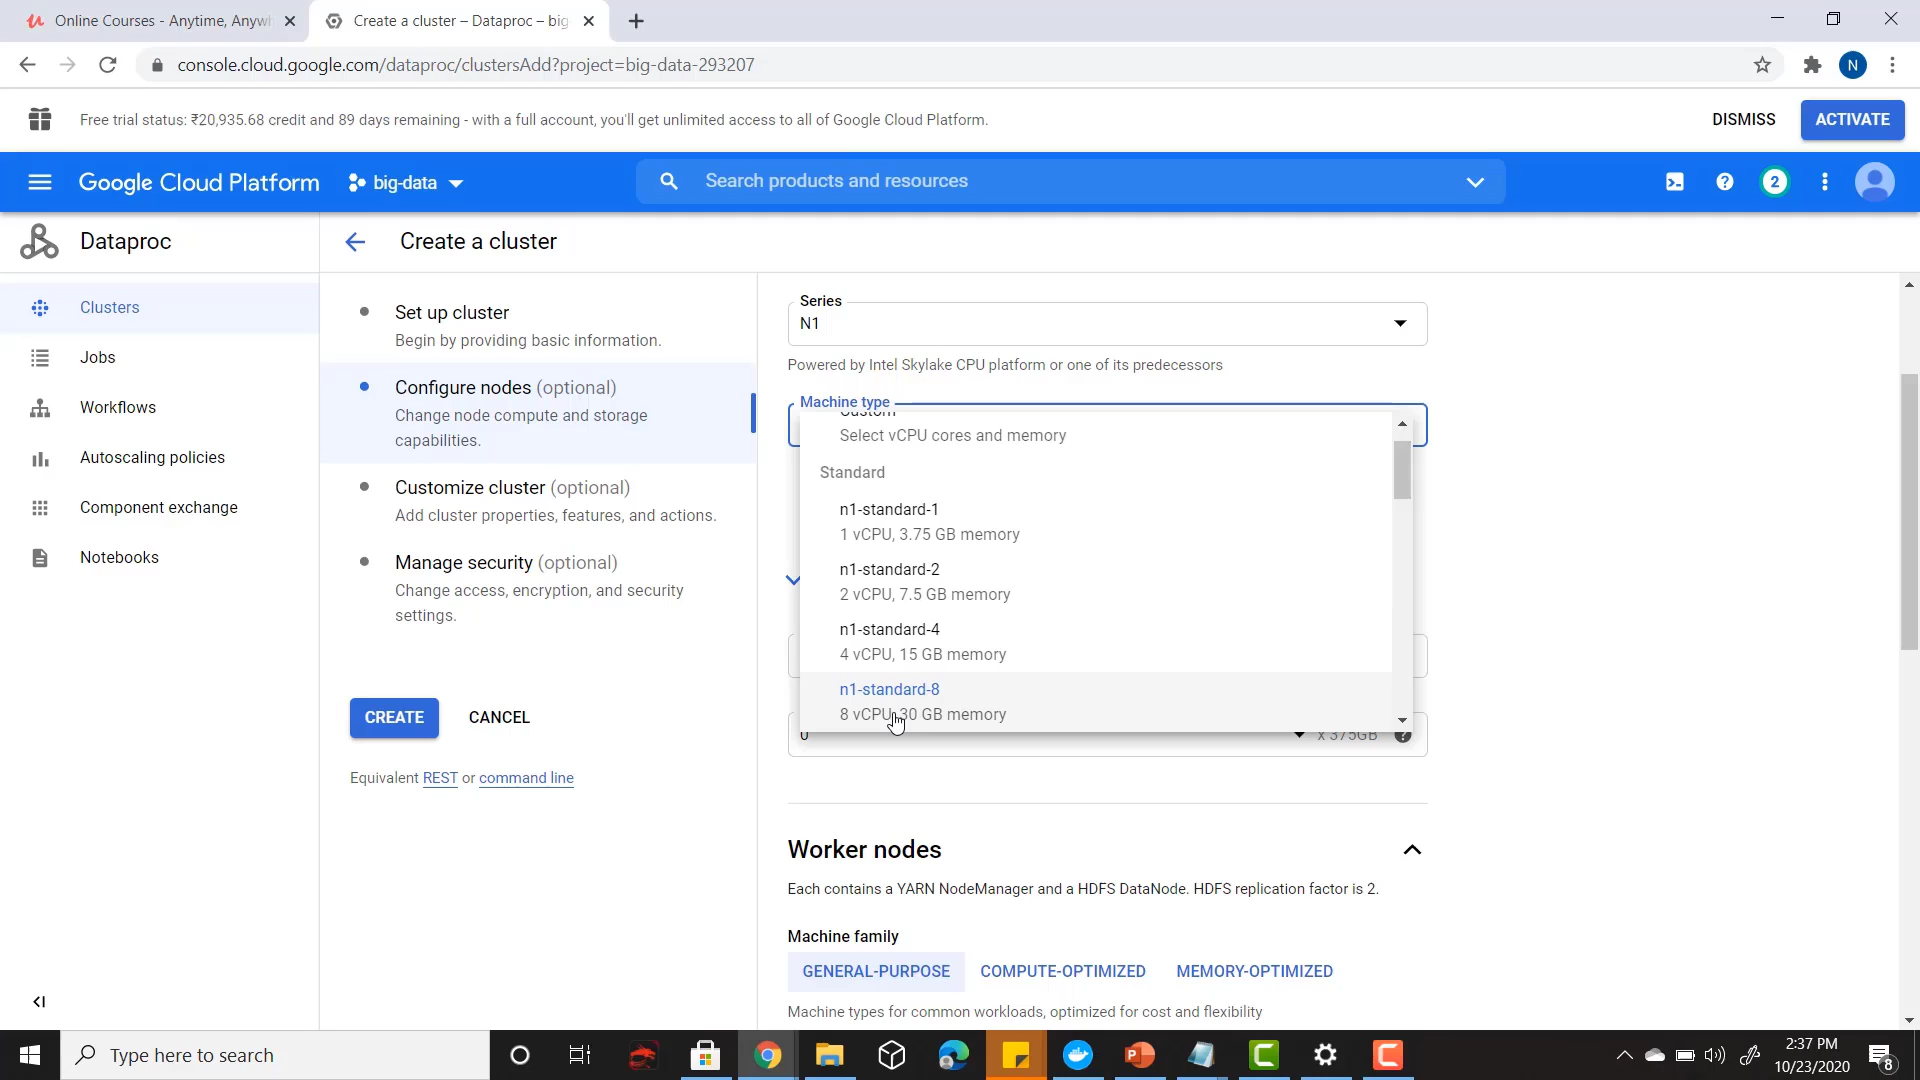 Online Courses - Anytime, Anywh
Create a cluster – Dataproc – big
console.cloud.google.com/dataproc/clustersAdd?project=big-data-293207
N
Free trial status: ₹20,935.68 credit and 89 days remaining - with a full account, you'll get unlimited access to all of Google Cloud Platform.
DISMISS
ACTIVATE
Google Cloud Platform
big-data
Search products and resources
2
Dataproc
Create a cluster
Clusters
Jobs
Workflows
Autoscaling policies
Component exchange
Notebooks
Set up cluster
Begin by providing basic information.
Configure nodes (optional)
Change node compute and storage
capabilities.
Customize cluster (optional)
Add cluster properties, features, and actions.
Manage security (optional)
Change access, encryption, and security
settings.
CREATE
CANCEL
Equivalent REST or command line
Series
N1
Powered by Intel Skylake CPU platform or one of its predecessors
Machine type
Custom
Select vCPU cores and memory
Standard
n1-standard-1
1 vCPU, 3.75 GB memory
n1-standard-2
2 vCPU, 7.5 GB memory
n1-standard-4
4 vCPU, 15 GB memory
n1-standard-8
8 vCPU, 30 GB memory
0
x 375GB
Worker nodes
Each contains a YARN NodeManager and a HDFS DataNode. HDFS replication factor is 2.
Machine family
GENERAL-PURPOSE
COMPUTE-OPTIMIZED
MEMORY-OPTIMIZED
Machine types for common workloads, optimized for cost and flexibility
Type here to search
2:37 PM
10/23/2020
8